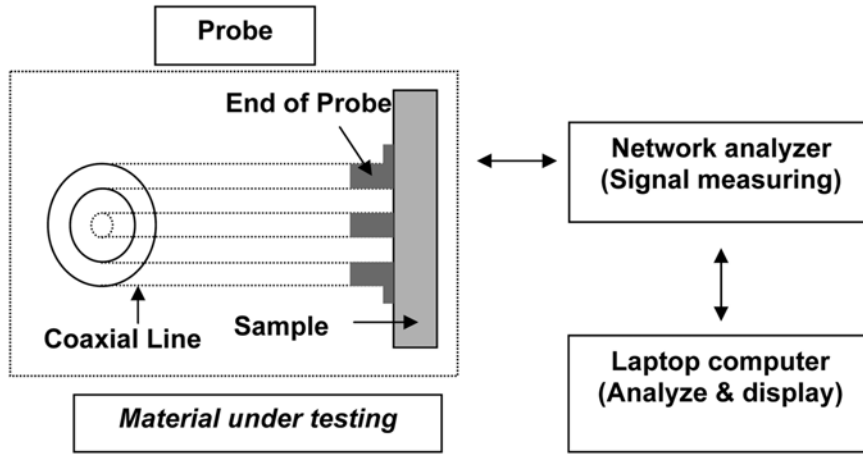 Probe
End of Probe
Coaxial Line
Sample
Material under testing
Network analyzer
(Signal measuring)
Laptop computer
(Analyze & display)